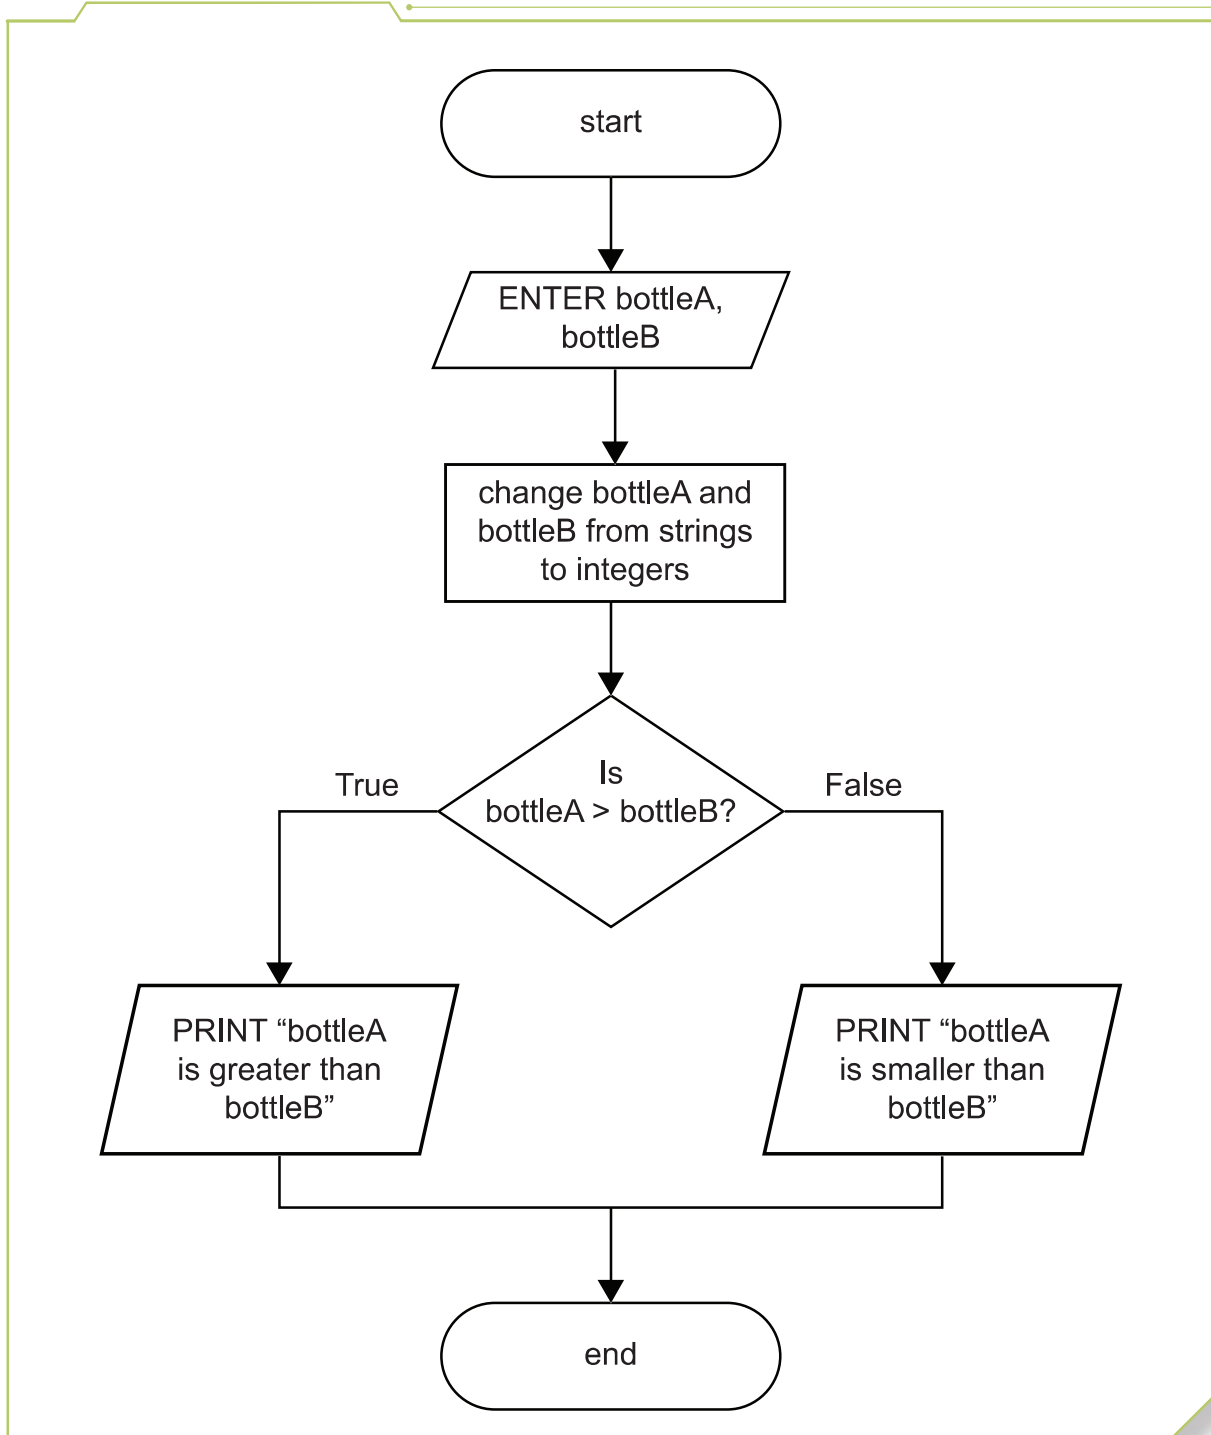 start
ENTER bottleA,
bottleB
change bottleA and
bottleB from strings
to integers
Is
bottleA > bottleB?
True
False
PRINT “bottleA
is greater than
bottleB”
PRINT “bottleA
is smaller than
bottleB”
end